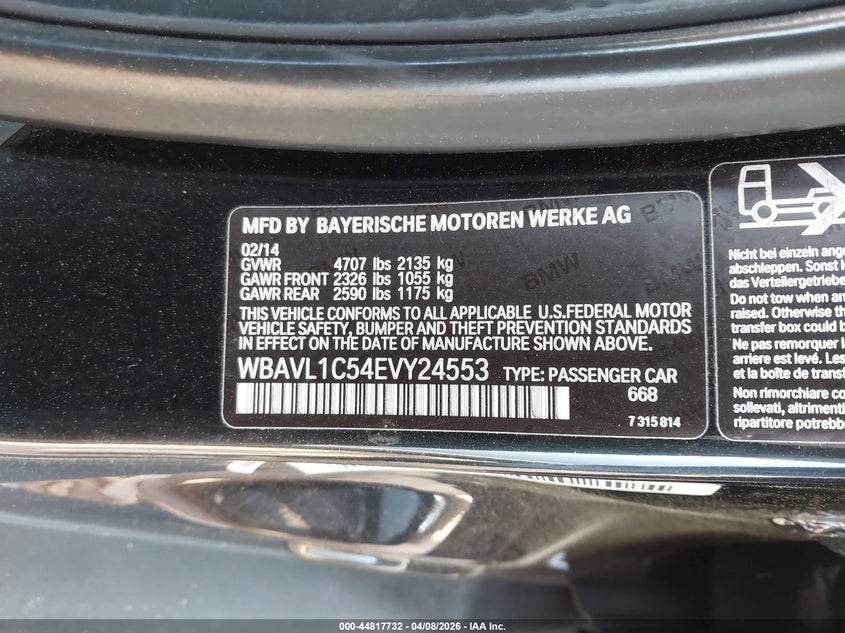 MFD BY BAYERISCHE MOTOREN WERKE AG
02/14
GVWR 4707 lbs 2135 kg
GAWR FRONT 2326 lbs 1055 kg
GAWR REAR 2590 lbs 1175 kg
THIS VEHICLE CONFORMS TO ALL APPLICABLE U.S.FEDERAL MOTOR
VEHICLE SAFETY, BUMPER AND THEFT PREVENTION STANDARDS
IN EFFECT ON THE DATE OF MANUFACTURE SHOWN ABOVE.
WBAVL1C54EVY24553 TYPE: PASSENGER CAR
668
7 315 814
BMW
Nicht bei einzeln
abschleppen. Sonst
das Verteilergetriebe
Do not tow when
raised. Otherwise
transfer box could
Ne pas remorquer
arriere est levé. Les
et la boîte de
Non rimorchiare
sollevati, altrimenti
ripartitore
000-44817732 - 04/08/2026 - IAA Inc.